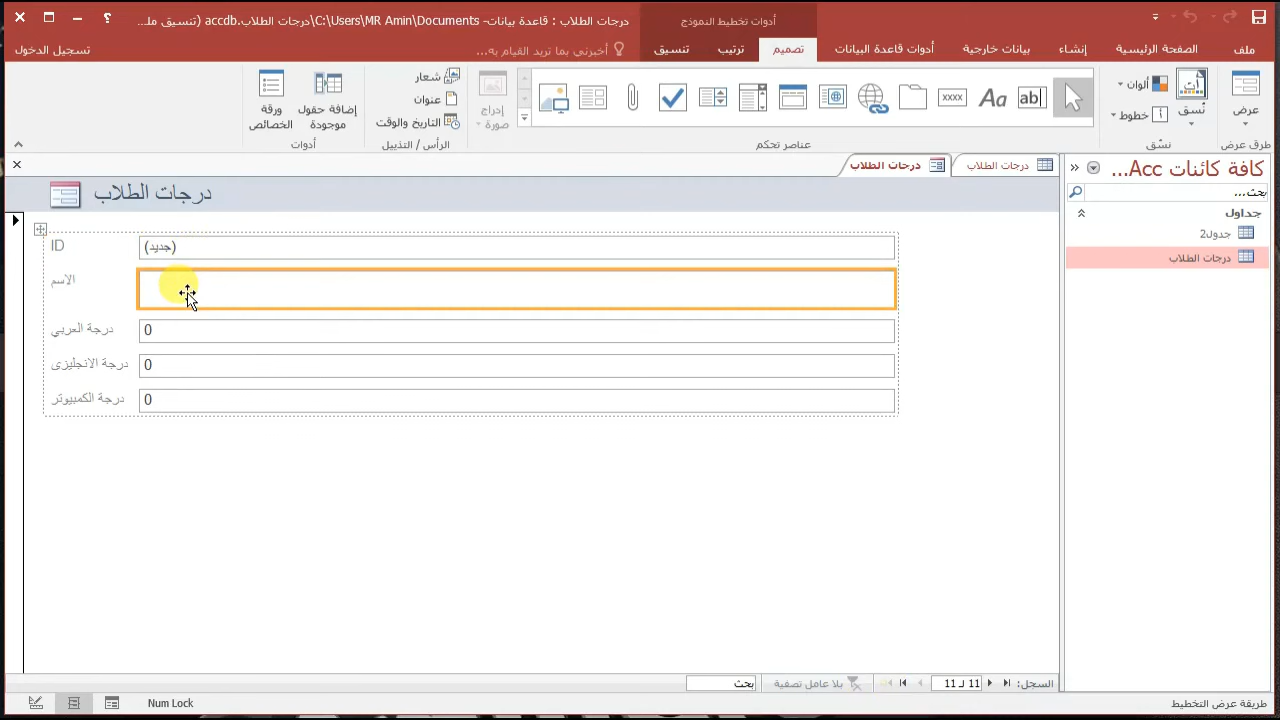 درجات الطلاب : قاعدة بيانات- C:\Users\MR Amin\Documents\درجات الطلاب.accdb (تنسيق ملـ ...
أدوات تخطيط النموذج
ملف
الصفحة الرئيسية
إنشاء
بيانات خارجية
أدوات قاعدة البيانات
تصميم
ترتيب
تنسيق
أخبرني بما تريد القيام به...
تسجيل الدخول
عرض
طرق عرض
نُسق
ألوان
خطوط
نسّق
ab
Aa
xxxx
عناصر تحكم
إدراج صورة
شعار
عنوان
التاريخ والوقت
الرأس / التذييل
إضافة حقول موجودة
ورقة الخصائص
أدوات
كافة كائنات Acc...
بحث...
جداول
جدول2
درجات الطلاب
درجات الطلاب
درجات الطلاب
درجات الطلاب
ID
(جديد)
الاسم
درجة العربي
0
درجة الانجليزى
0
درجة الكمبيوتر
0
السجل:
11 لـ 11
بلا عامل تصفية
بحث
طريقة عرض التخطيط
Num Lock